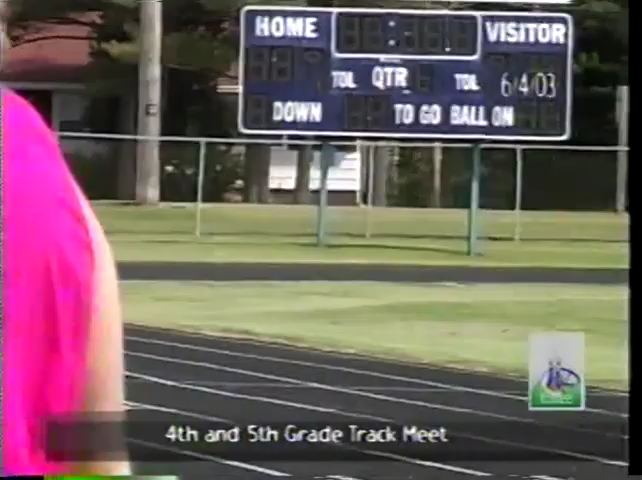 HOME VISITOR
TOL QTR TOL 6/4/03
DOWN TO GO BALL ON
4th and 5th Grade Track Meet